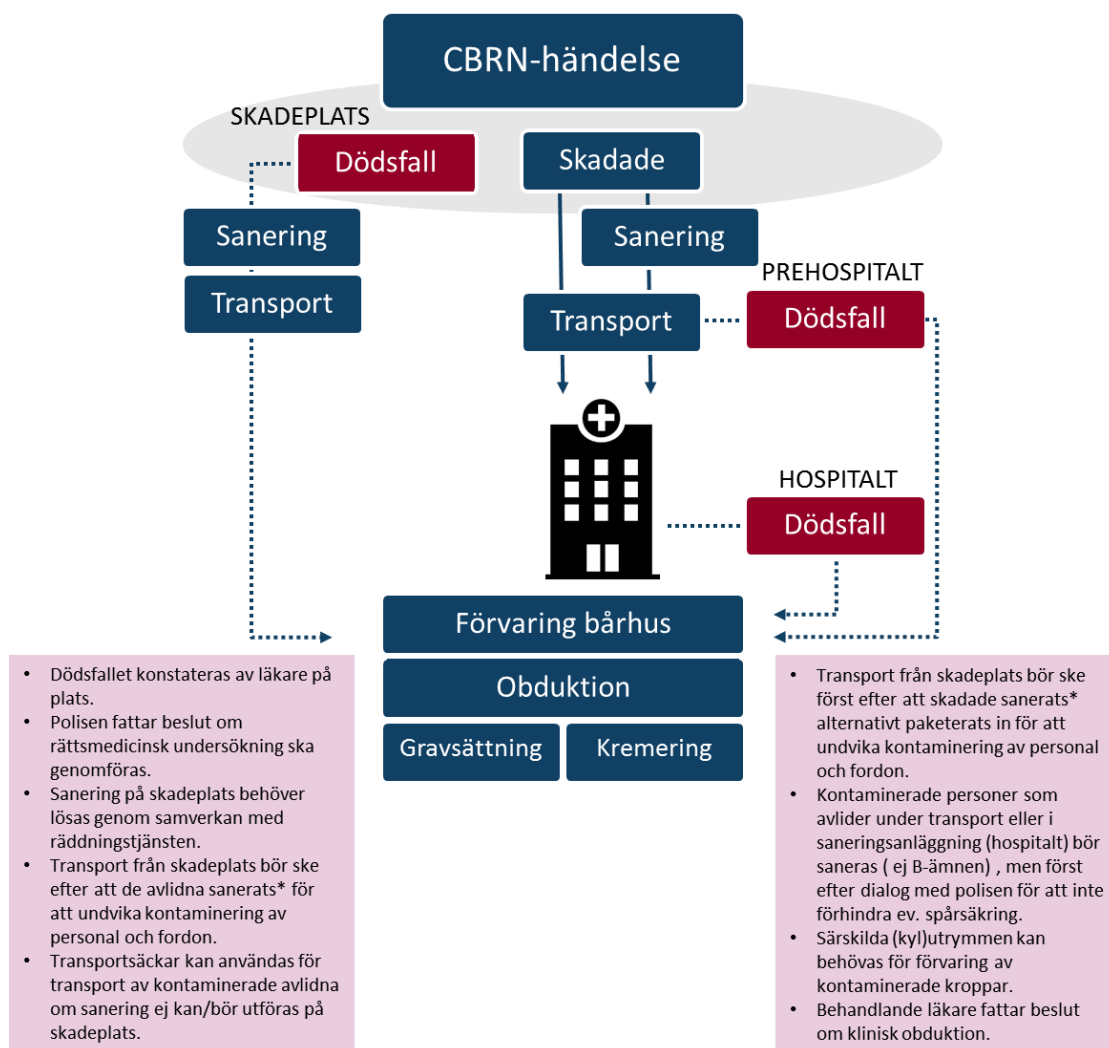 CBRN-händelse
SKADEPLATS
Dödsfall
Skadade
Sanering
Sanering
Transport
PREHOSPITALT
Transport
Dödsfall
HOSPITALT
Dödsfall
Förvaring bårhus
Obduktion
Gravsättning
Kremering
• Dödsfallet konstateras av läkare på
plats.
• Polisen fattar beslut om
rättsmedicinsk undersökning ska
genomföras.
• Sanering på skadeplats behöver
lösas genom samverkan med
räddningstjänsten.
• Transport från skadeplats bör ske
efter att de avlidna sanerats* för
att undvika kontaminering av
personal och fordon.
• Transportsäckar kan användas för
transport av kontaminerade avlidna
om sanering ej kan/bör utföras på
skadeplats.
• Transport från skadeplats bör ske
först efter att skadade sanerats*
alternativt paketerats in för att
undvika kontaminering av personal
och fordon.
• Kontaminerade personer som
avlider under transport eller i
saneringsanläggning (hospitalt) bör
saneras ( ej B-ämnen) , men först
efter dialog med polisen för att inte
förhindra ev. spårsäkring.
• Särskilda (kyl)utrymmen kan
behövas för förvaring av
kontaminerade kroppar.
• Behandlande läkare fattar beslut
om klinisk obduktion.